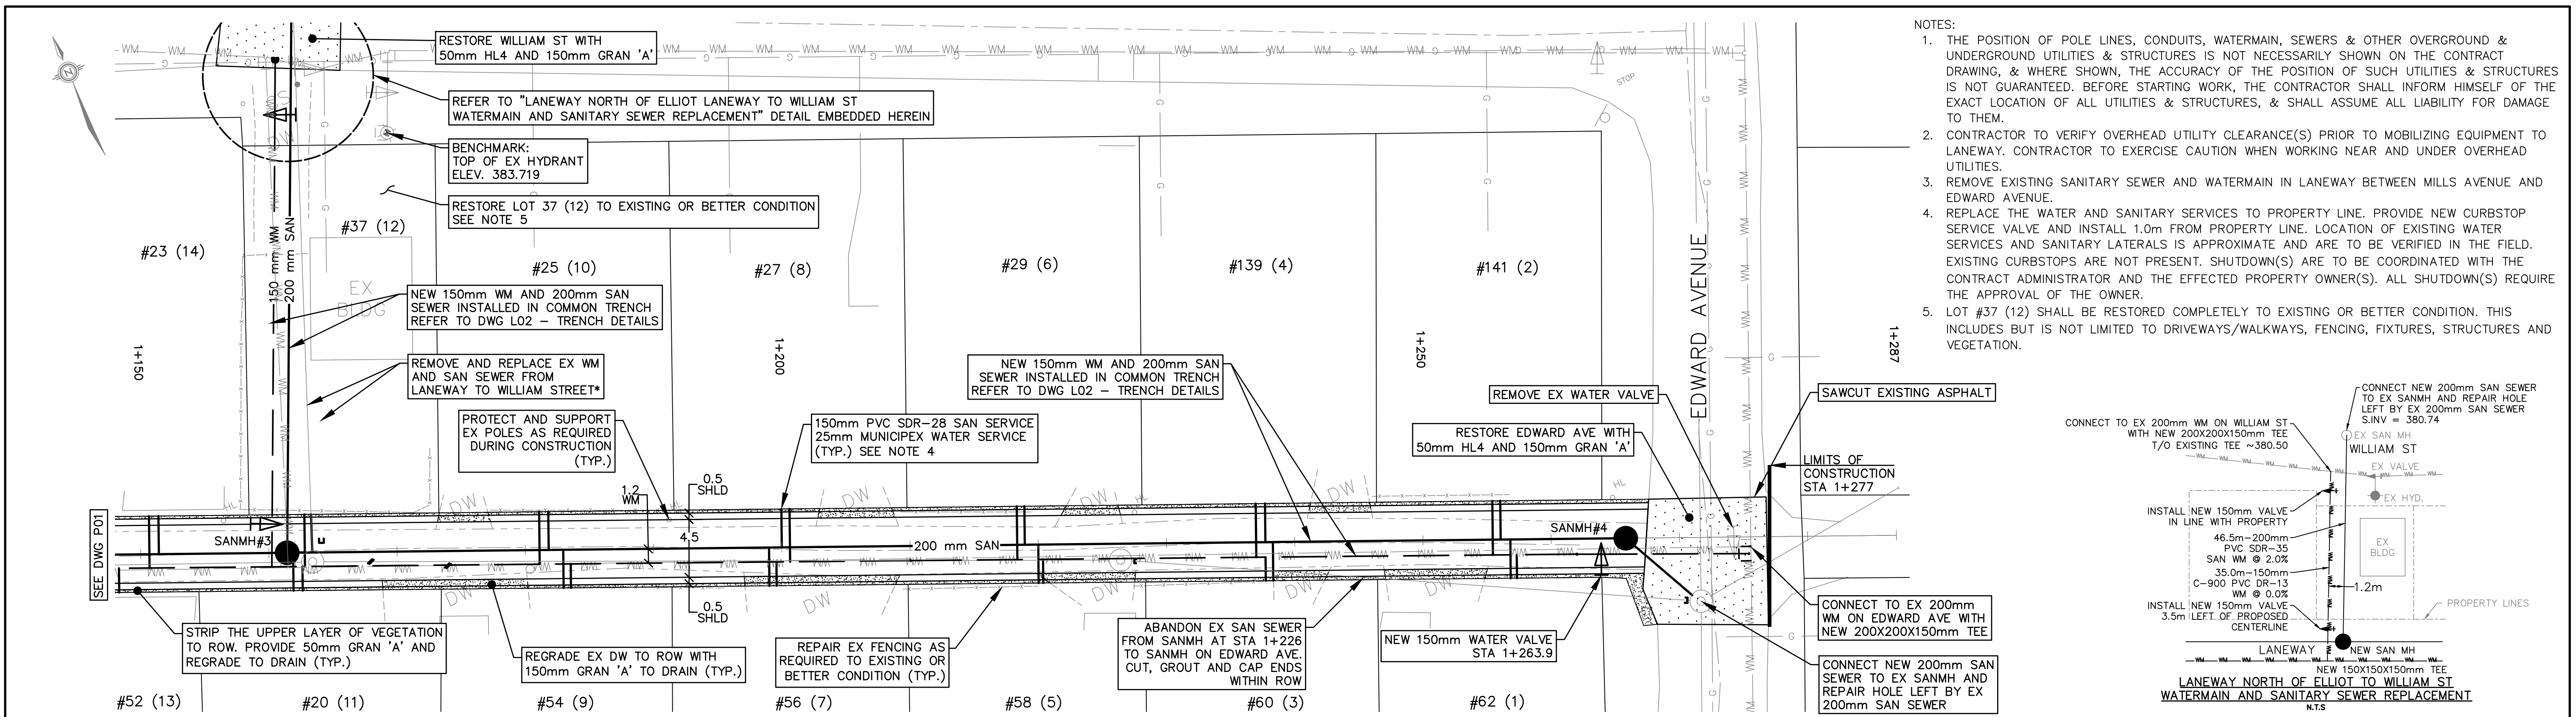 RESTORE WILLIAM ST WITH
50mm HL4 AND 150mm GRAN 'A'
REFER TO "LANEWAY NORTH OF ELLIOT LANEWAY TO WILLIAM ST
WATERMAIN AND SANITARY SEWER REPLACEMENT" DETAIL EMBEDDED HEREIN
BENCHMARK:
TOP OF EX HYDRANT
ELEV. 383.719
RESTORE LOT 37 (12) TO EXISTING OR BETTER CONDITION
SEE NOTE 5
N
STOP
#23 (14)
#37 (12)
#25 (10)
#27 (8)
#29 (6)
#139 (4)
#141 (2)
150 mm WM
200 mm SAN
EX
BLDG
NEW 150mm WM AND 200mm SAN
SEWER INSTALLED IN COMMON TRENCH
REFER TO DWG L02 – TRENCH DETAILS
REMOVE AND REPLACE EX WM
AND SAN SEWER FROM
LANEWAY TO WILLIAM STREET*
PROTECT AND SUPPORT
EX POLES AS REQUIRED
DURING CONSTRUCTION
(TYP.)
150mm PVC SDR-28 SAN SERVICE
25mm MUNICIPEX WATER SERVICE
(TYP.) SEE NOTE 4
NEW 150mm WM AND 200mm SAN
SEWER INSTALLED IN COMMON TRENCH
REFER TO DWG L02 – TRENCH DETAILS
REMOVE EX WATER VALVE
RESTORE EDWARD AVE WITH
50mm HL4 AND 150mm GRAN 'A'
SAWCUT EXISTING ASPHALT
LIMITS OF
CONSTRUCTION
STA 1+277
1+150
1+200
1+250
1+287
EDWARD AVENUE
SEE DWG P01
SANMH#3
1.2
WM
0.5
SHLD
4.5
0.5
SHLD
200 mm SAN
SANMH#4
DW
DW
DW
DW
DW
DW
DW
DW
DW
HL
HL
HL
HL
STRIP THE UPPER LAYER OF VEGETATION
TO ROW. PROVIDE 50mm GRAN 'A' AND
REGRADE TO DRAIN (TYP.)
REGRADE EX DW TO ROW WITH
150mm GRAN 'A' TO DRAIN (TYP.)
REPAIR EX FENCING AS
REQUIRED TO EXISTING OR
BETTER CONDITION (TYP.)
ABANDON EX SAN SEWER
FROM SANMH AT STA 1+226
TO SANMH ON EDWARD AVE.
CUT, GROUT AND CAP ENDS
WITHIN ROW
NEW 150mm WATER VALVE
STA 1+263.9
CONNECT TO EX 200mm
WM ON EDWARD AVE WITH
NEW 200X200X150mm TEE
CONNECT NEW 200mm SAN
SEWER TO EX SANMH AND
REPAIR HOLE LEFT BY EX
200mm SAN SEWER
#52 (13)
#20 (11)
#54 (9)
#56 (7)
#58 (5)
#60 (3)
#62 (1)
NOTES:
1. THE POSITION OF POLE LINES, CONDUITS, WATERMAIN, SEWERS & OTHER OVERGROUND &
UNDERGROUND UTILITIES & STRUCTURES IS NOT NECESSARILY SHOWN ON THE CONTRACT
DRAWING, & WHERE SHOWN, THE ACCURACY OF THE POSITION OF SUCH UTILITIES & STRUCTURES
IS NOT GUARANTEED. BEFORE STARTING WORK, THE CONTRACTOR SHALL INFORM HIMSELF OF THE
EXACT LOCATION OF ALL UTILITIES & STRUCTURES, & SHALL ASSUME ALL LIABILITY FOR DAMAGE
TO THEM.
2. CONTRACTOR TO VERIFY OVERHEAD UTILITY CLEARANCE(S) PRIOR TO MOBILIZING EQUIPMENT TO
LANEWAY. CONTRACTOR TO EXERCISE CAUTION WHEN WORKING NEAR AND UNDER OVERHEAD
UTILITIES.
3. REMOVE EXISTING SANITARY SEWER AND WATERMAIN IN LANEWAY BETWEEN MILLS AVENUE AND
EDWARD AVENUE.
4. REPLACE THE WATER AND SANITARY SERVICES TO PROPERTY LINE. PROVIDE NEW CURBSTOP
SERVICE VALVE AND INSTALL 1.0m FROM PROPERTY LINE. LOCATION OF EXISTING WATER
SERVICES AND SANITARY LATERALS IS APPROXIMATE AND ARE TO BE VERIFIED IN THE FIELD.
EXISTING CURBSTOPS ARE NOT PRESENT. SHUTDOWN(S) ARE TO BE COORDINATED WITH THE
CONTRACT ADMINISTRATOR AND THE EFFECTED PROPERTY OWNER(S). ALL SHUTDOWN(S) REQUIRE
THE APPROVAL OF THE OWNER.
5. LOT #37 (12) SHALL BE RESTORED COMPLETELY TO EXISTING OR BETTER CONDITION. THIS
INCLUDES BUT IS NOT LIMITED TO DRIVEWAYS/WALKWAYS, FENCING, FIXTURES, STRUCTURES AND
VEGETATION.
CONNECT NEW 200mm SAN SEWER
TO EX SANMH AND REPAIR HOLE
LEFT BY EX 200mm SAN SEWER
S.INV = 380.74
CONNECT TO EX 200mm WM ON WILLIAM ST
WITH NEW 200X200X150mm TEE
T/O EXISTING TEE ~380.50
EX SAN MH
WILLIAM ST
EX VALVE
EX HYD.
INSTALL NEW 150mm VALVE
IN LINE WITH PROPERTY
46.5m-200mm
PVC SDR-35
SAN WM @ 2.0%
35.0m-150mm
C-900 PVC DR-13
WM @ 0.0%
INSTALL NEW 150mm VALVE
3.5m LEFT OF PROPOSED
CENTERLINE
EX
BLDG
1.2m
PROPERTY LINES
LANEWAY
NEW SAN MH
NEW 150X150X150mm TEE
LANEWAY NORTH OF ELLIOT TO WILLIAM ST
WATERMAIN AND SANITARY SEWER REPLACEMENT
N.T.S